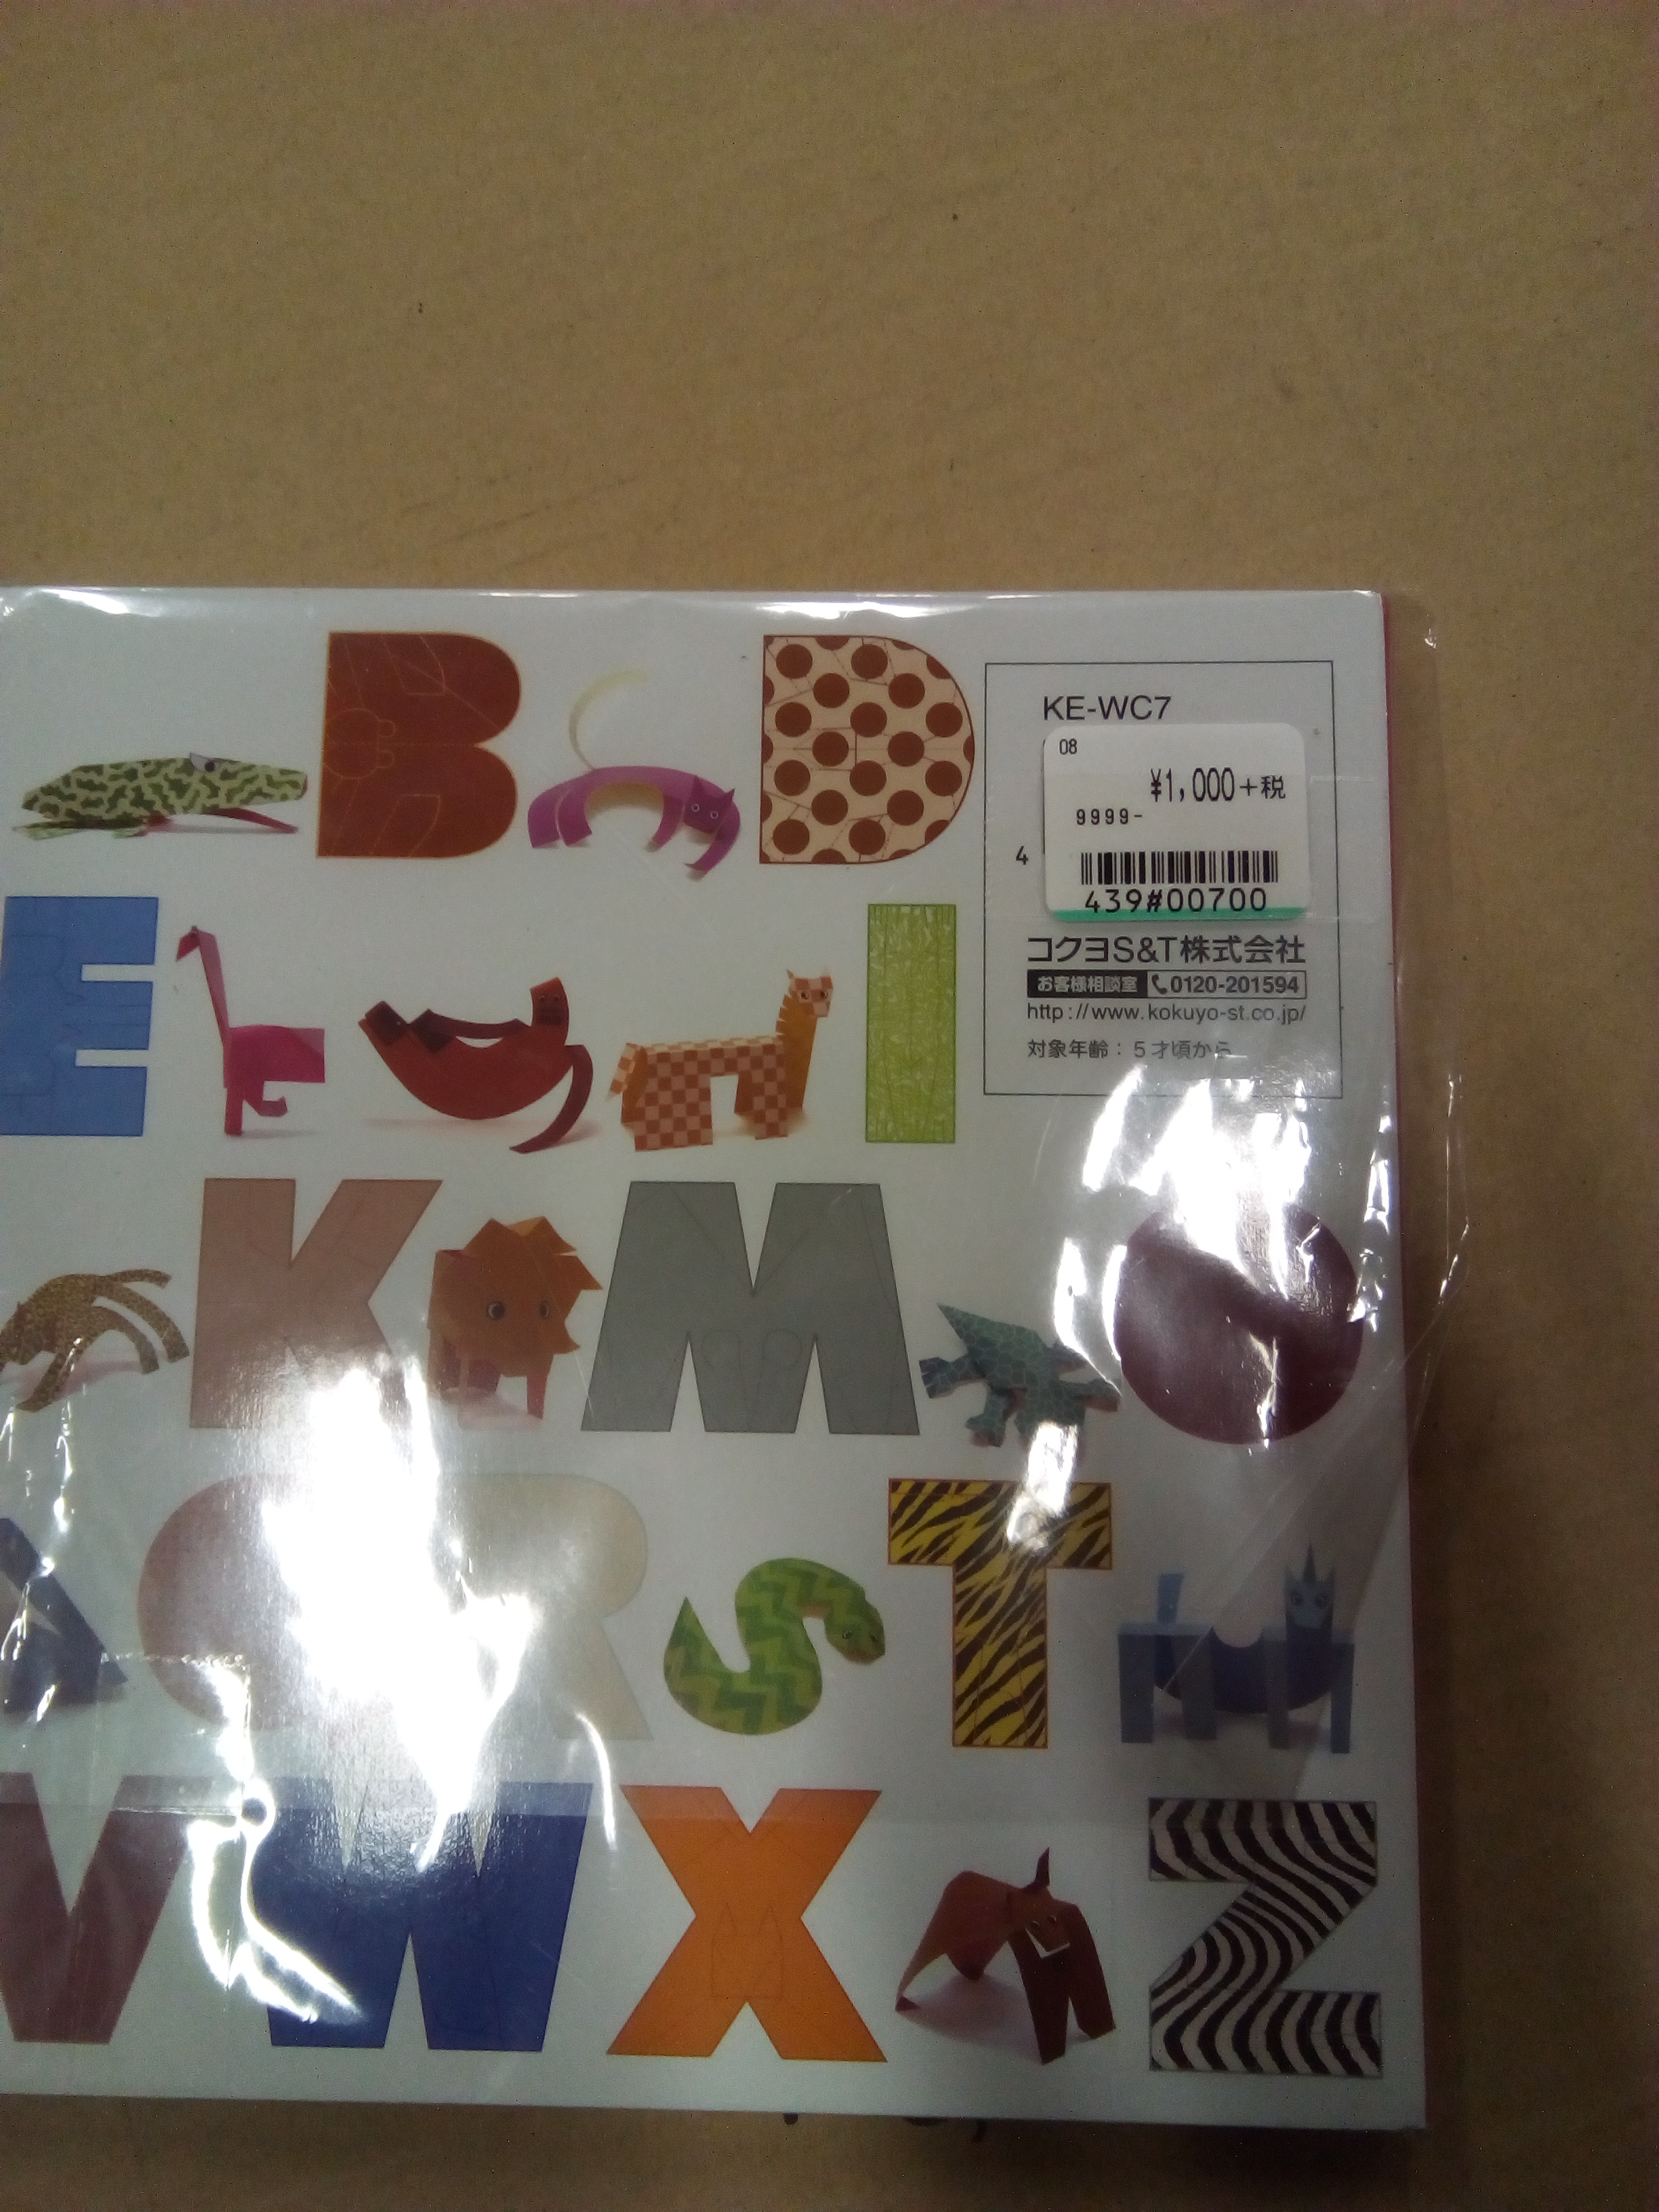 B D
KE-WC7
08
¥1,000+税
9999-
4
439#00700
コクヨS&T株式会社
お客様相談室 0120-201594
http://www.kokuyo-st.co.jp/
対象年齢：5才頃から
E I
K M O
R S T
V W X Z